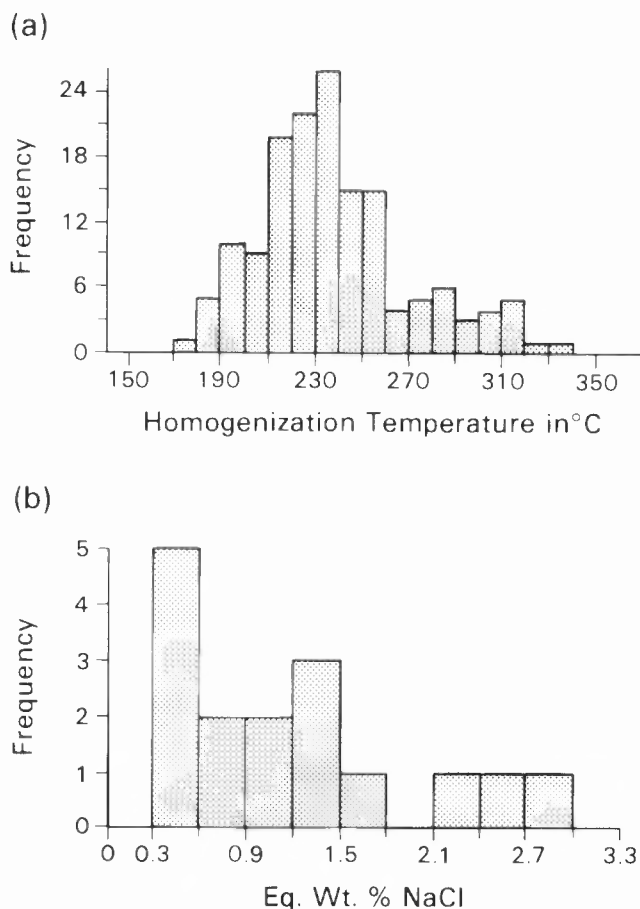 (a)
Frequency
24
18
12
6
0
150 190 230 270 310 350
Homogenization Temperature in°C
(b)
Frequency
5
4
3
2
1
0
0 0.3 0.9 1.5 2.1 2.7 3.3
Eq. Wt. % NaCl